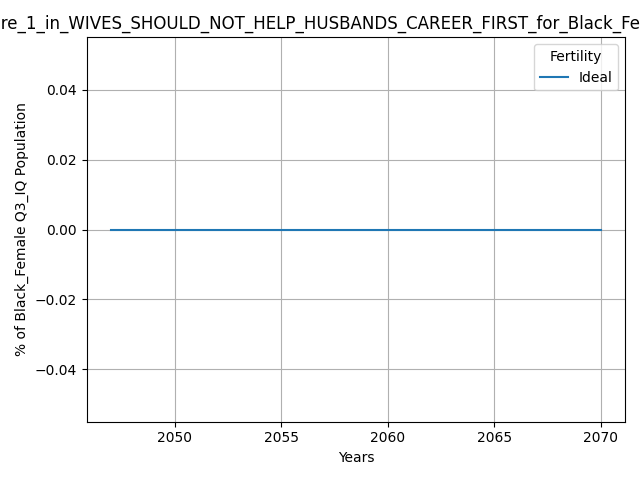 re_1_in_WIVES_SHOULD_NOT_HELP_HUSBANDS_CAREER_FIRST_for_Black_Fe
Fertility
Ideal
% of Black_Female Q3_IQ Population
0.04
0.02
0.00
−0.02
−0.04
2050
2055
2060
2065
2070
Years